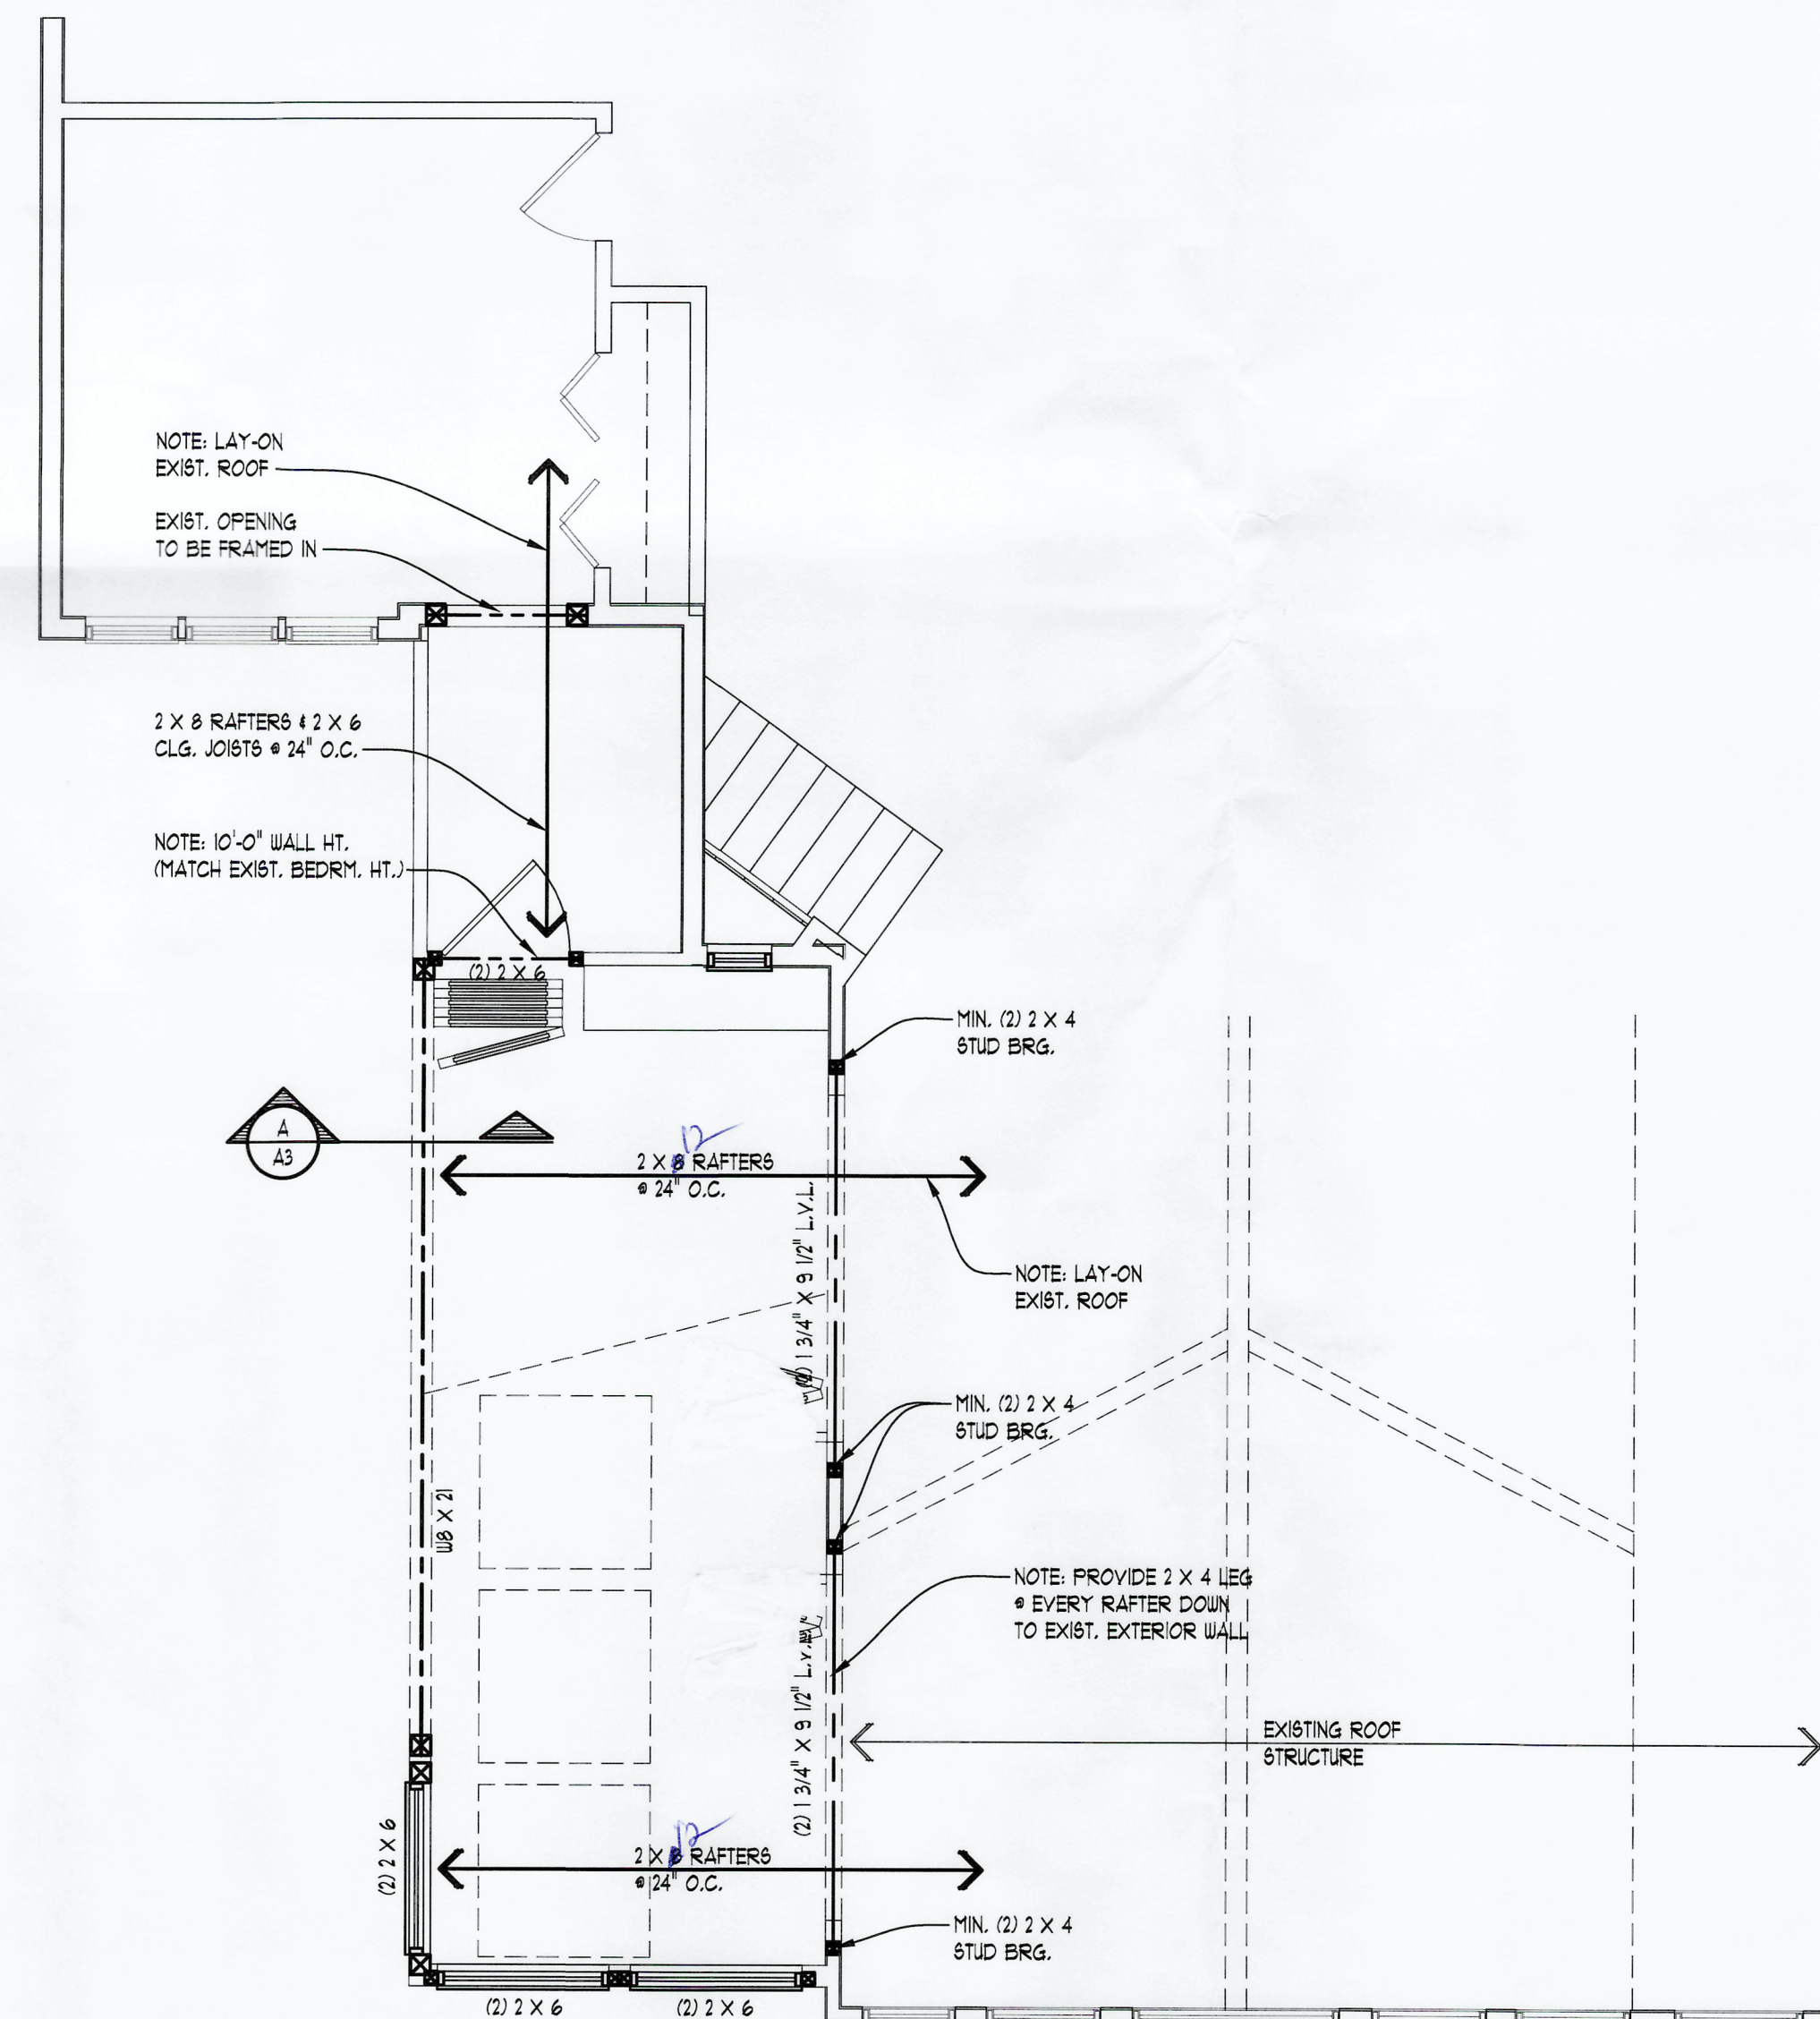 NOTE: LAY-ON
EXIST. ROOF
EXIST. OPENING
TO BE FRAMED IN
2 X 8 RAFTERS & 2 X 6
CLG. JOISTS @ 24" O.C.
NOTE: 10'-0" WALL HT.
(MATCH EXIST. BEDRM. HT.)
(2) 2 X 6
MIN. (2) 2 X 4
STUD BRG.
A
A3
12
2 X 8 RAFTERS
@ 24" O.C.
(2) 1 3/4" X 9 1/2" L.V.L.
NOTE: LAY-ON
EXIST. ROOF
MIN. (2) 2 X 4
STUD BRG.
W8 X 21
NOTE: PROVIDE 2 X 4 LEG
@ EVERY RAFTER DOWN
TO EXIST. EXTERIOR WALL
(2) 1 3/4" X 9 1/2" L.V.L.
EXISTING ROOF
STRUCTURE
(2) 2 X 6
12
2 X 8 RAFTERS
@ 24" O.C.
MIN. (2) 2 X 4
STUD BRG.
(2) 2 X 6
(2) 2 X 6